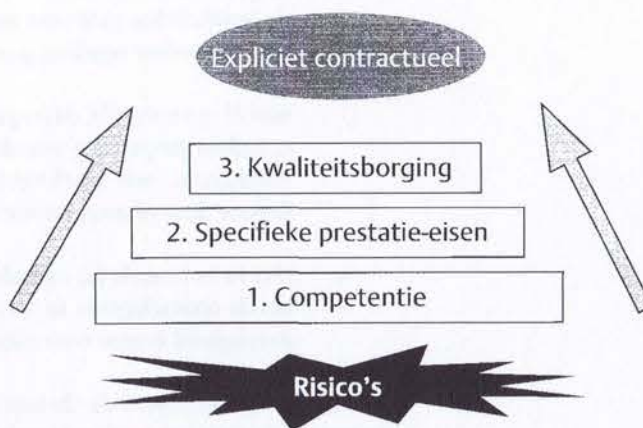 Expliciet contractueel
3. Kwaliteitsborging
2. Specifieke prestatie-eisen
1. Competentie
Risico's